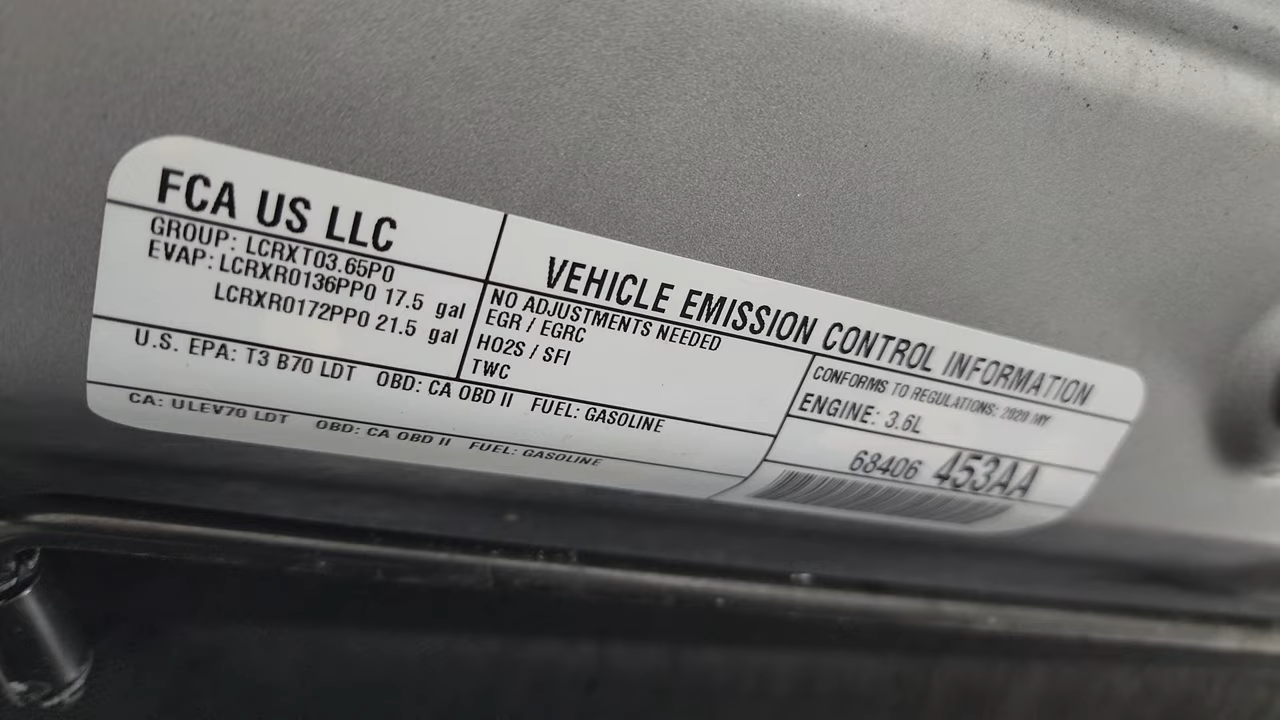 FCA US LLC
GROUP: LCRXT03.65P0
EVAP: LCRXR0136PP0 17.5 gal
LCRXR0172PP0 21.5 gal
VEHICLE EMISSION CONTROL INFORMATION
NO ADJUSTMENTS NEEDED
EGR / EGRC
HO2S / SFI
TWC
CONFORMS TO REGULATIONS: 2020 MY
ENGINE: 3.6L
U.S. EPA: T3 B70 LDT OBD: CA OBD II FUEL: GASOLINE
CA: ULEV70 LDT OBD: CA OBD II FUEL: GASOLINE
68406 453AA